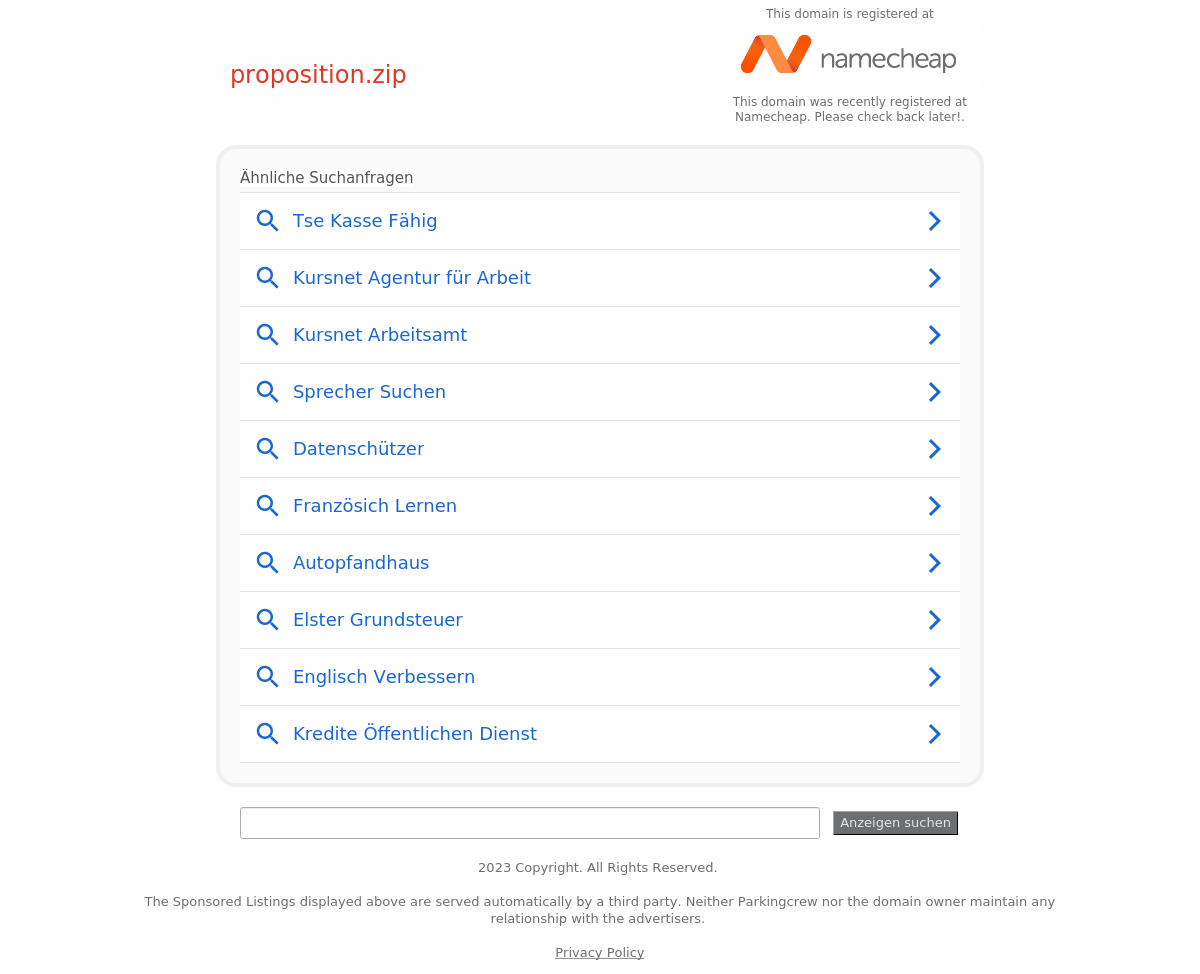 This domain is registered at
namecheap
proposition.zip
This domain was recently registered at
Namecheap. Please check back later!.
Ähnliche Suchanfragen
Tse Kasse Fähig
Kursnet Agentur für Arbeit
Kursnet Arbeitsamt
Sprecher Suchen
Datenschützer
Französich Lernen
Autopfandhaus
Elster Grundsteuer
Englisch Verbessern
Kredite Öffentlichen Dienst
Anzeigen suchen
2023 Copyright. All Rights Reserved.
The Sponsored Listings displayed above are served automatically by a third party. Neither Parkingcrew nor the domain owner maintain any
relationship with the advertisers.
Privacy Policy